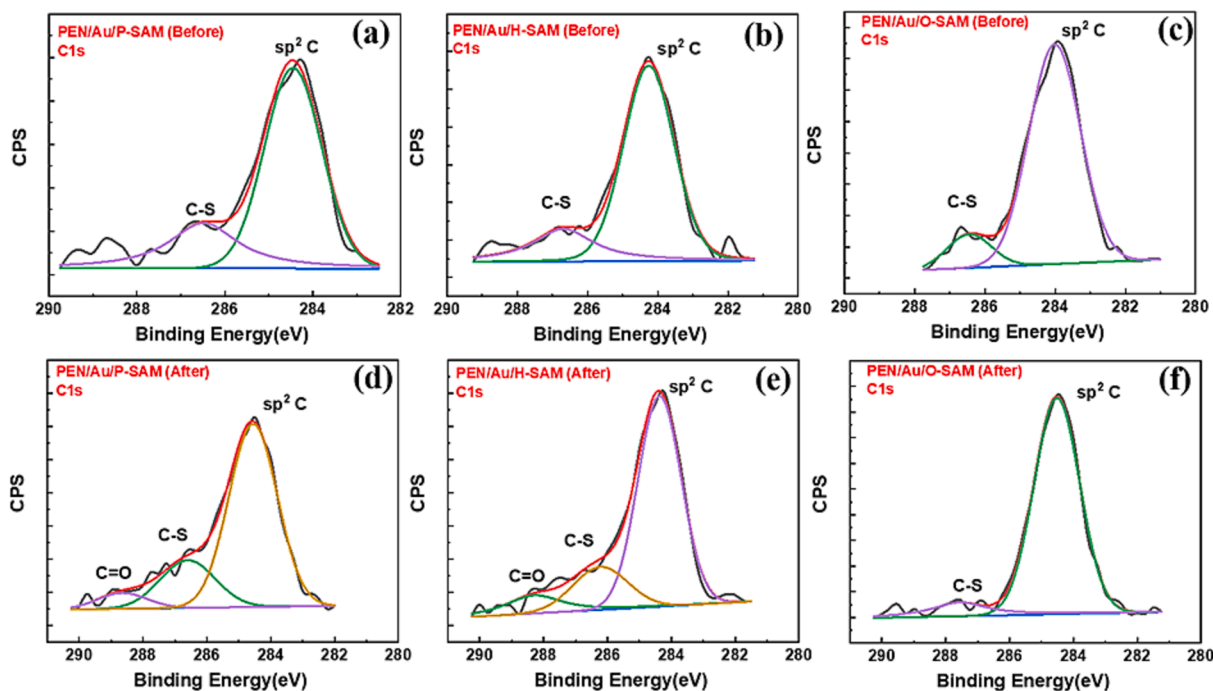 PEN/Au/P-SAM (Before)
C1s
(a)
sp² C
C-S
CPS
290 288 286 284 282
Binding Energy(eV)
PEN/Au/H-SAM (Before)
C1s
(b)
sp² C
C-S
CPS
290 288 286 284 282 280
Binding Energy(eV)
PEN/Au/O-SAM (Before)
C1s
(c)
sp² C
C-S
CPS
290 288 286 284 282 280
Binding Energy(eV)
PEN/Au/P-SAM (After)
C1s
(d)
sp² C
C-S
C=O
CPS
290 288 286 284 282 280
Binding Energy(eV)
PEN/Au/H-SAM (After)
C1s
(e)
sp² C
C-S
C=O
CPS
290 288 286 284 282 280
Binding Energy(eV)
PEN/Au/O-SAM (After)
C1s
(f)
sp² C
C-S
CPS
290 288 286 284 282 280
Binding Energy(eV)